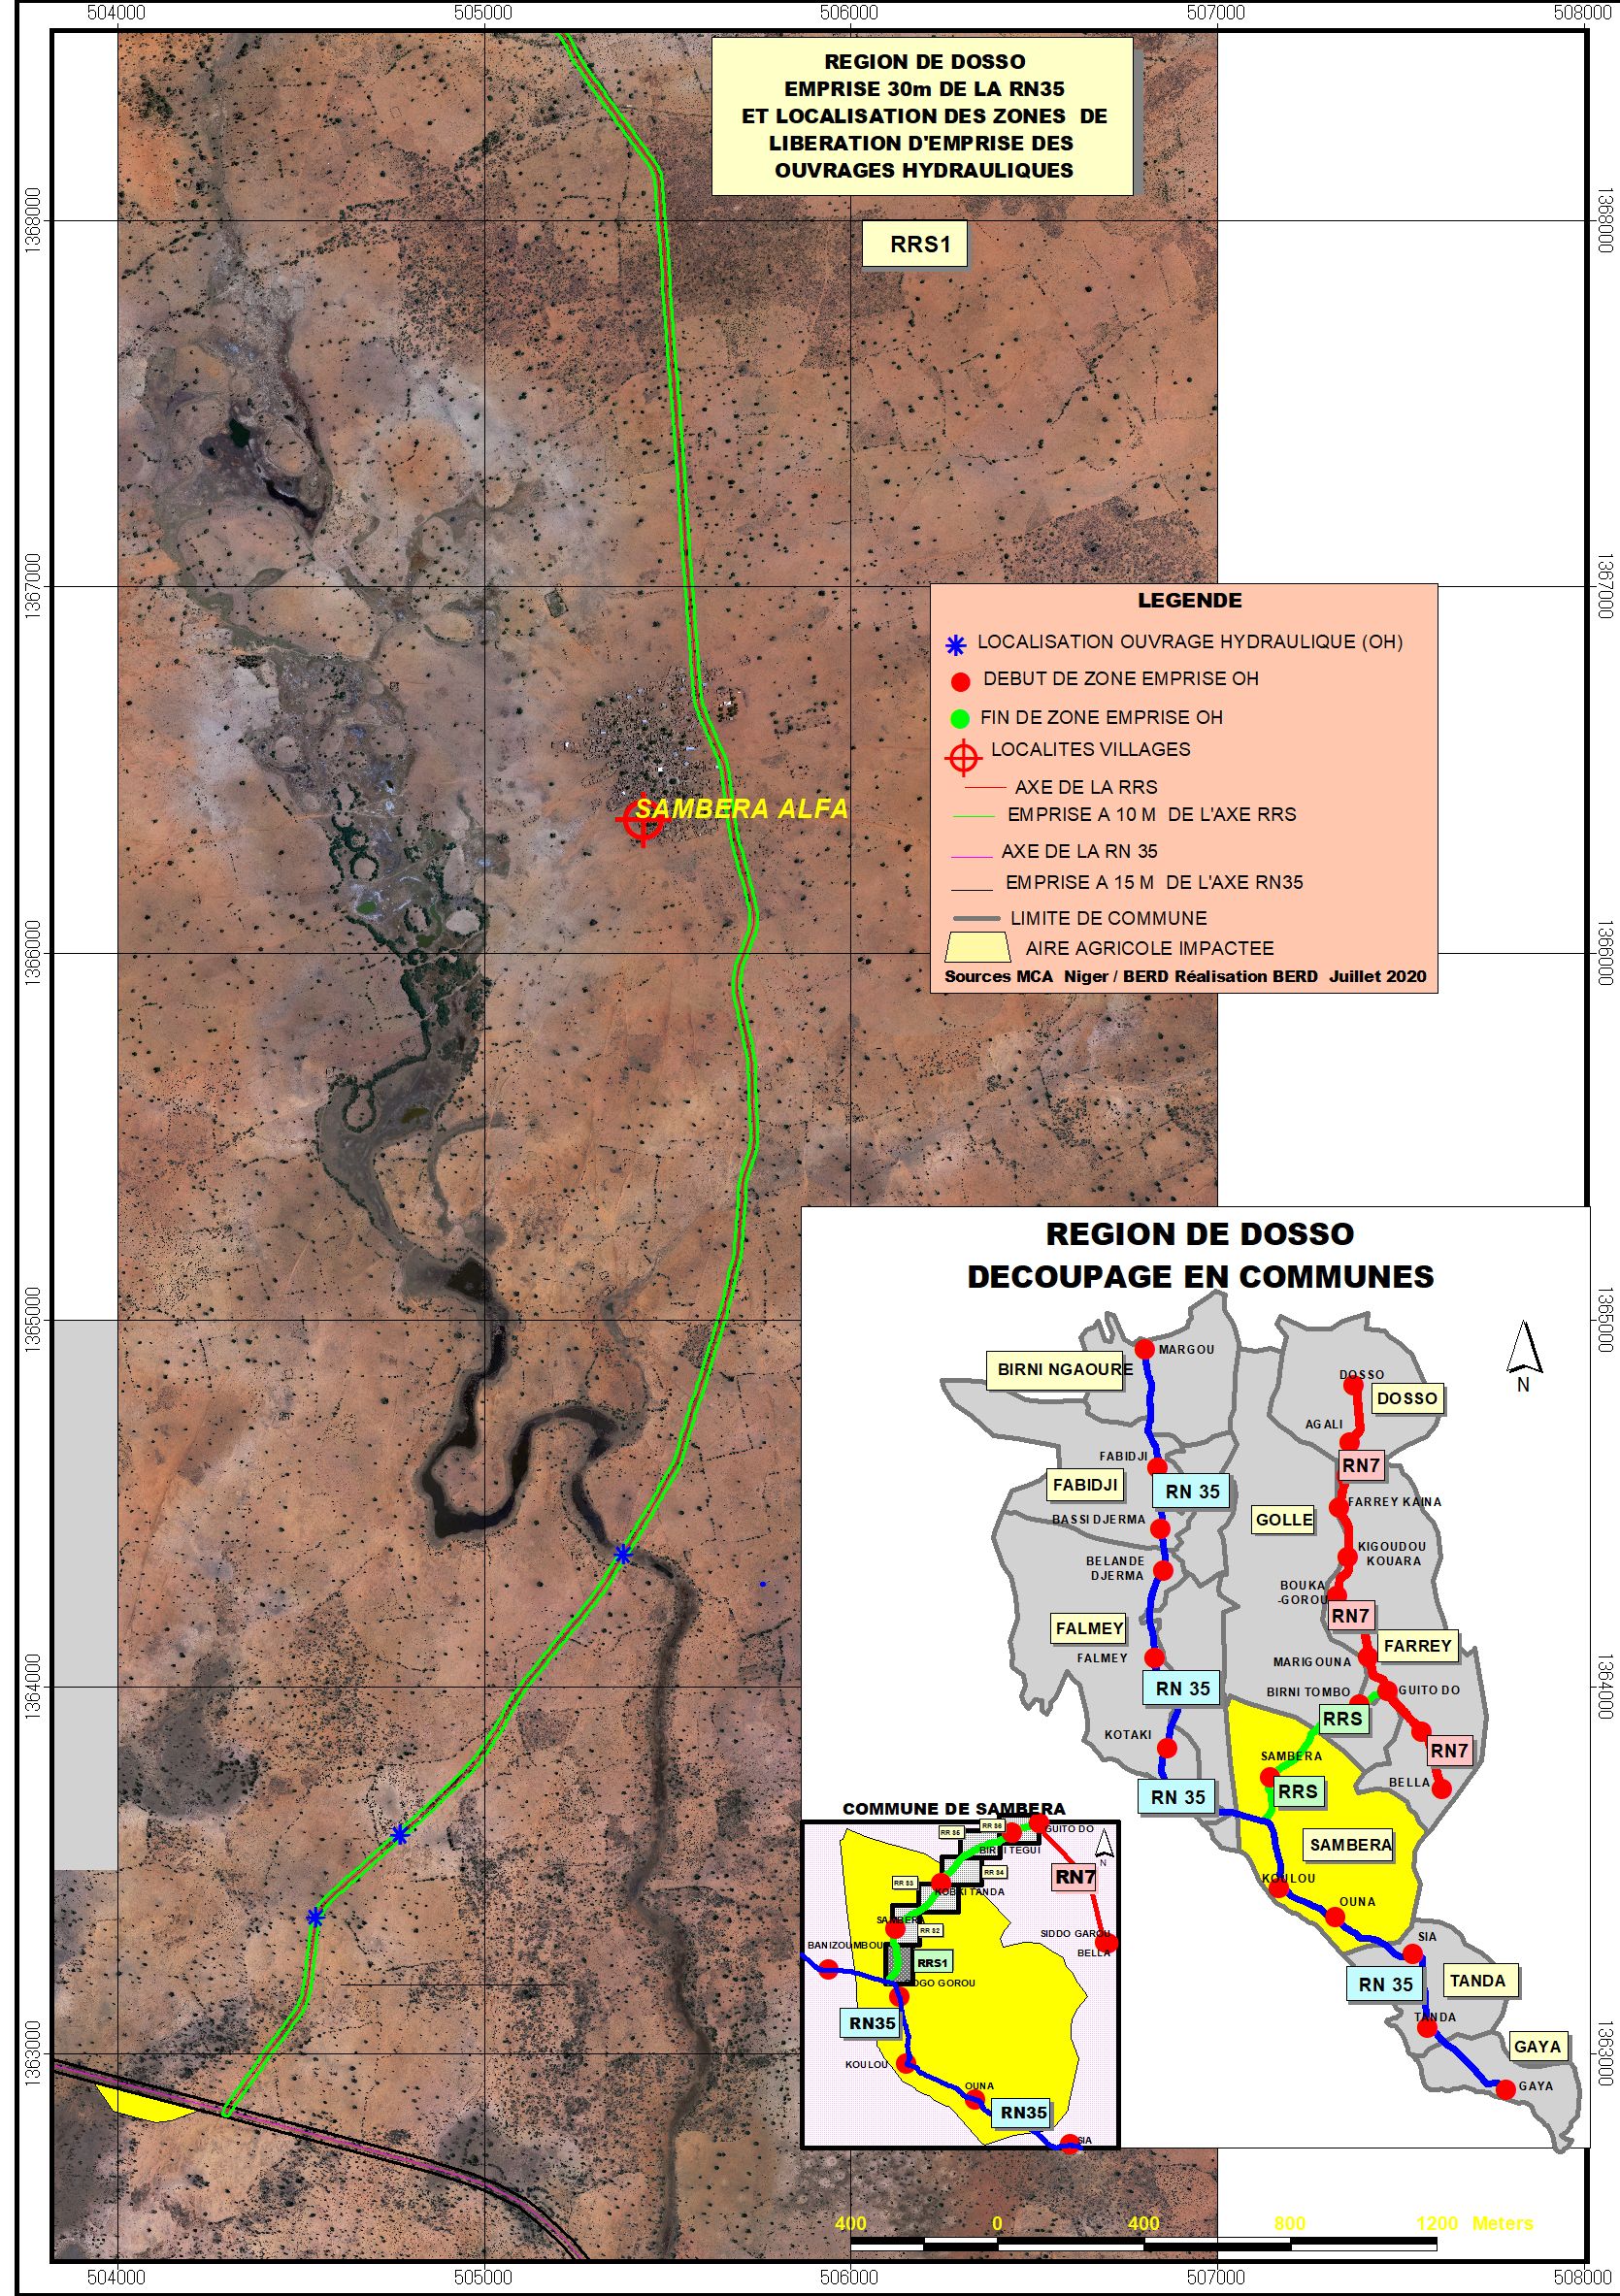 504000
505000
506000
507000
508000
REGION DE DOSSO
EMPRISE 30m DE LA RN35
ET LOCALISATION DES ZONES DE
LIBERATION D'EMPRISE DES
OUVRAGES HYDRAULIQUES
RRS1
1368000
1368000
1367000
1367000
1366000
1366000
1365000
1365000
1364000
1364000
1363000
1363000
LEGENDE
LOCALISATION OUVRAGE HYDRAULIQUE (OH)
DEBUT DE ZONE EMPRISE OH
FIN DE ZONE EMPRISE OH
LOCALITES VILLAGES
AXE DE LA RRS
EMPRISE A 10 M DE L'AXE RRS
AXE DE LA RN 35
EMPRISE A 15 M DE L'AXE RN35
LIMITE DE COMMUNE
AIRE AGRICOLE IMPACTEE
Sources MCA Niger / BERD Réalisation BERD Juillet 2020
SAMBERA ALFA
REGION DE DOSSO
DECOUPAGE EN COMMUNES
MARGOU
BIRNI NGAOURE
DOSSO
DOSSO
AGALI
N
FABIDJI
RN7
FABIDJI
RN 35
FARREY KAINA
BASSI DJERMA
GOLLE
BELANDE
DJERMA
KIGOUDOU
KOUARA
BOUKA
-GOROU
RN7
FALMEY
FARREY
FALMEY
MARIGOUNA
RN 35
BIRNI TOMBO
GUITO DO
RRS
KOTAKI
SAMBERA
RN7
RRS
BELLA
RN 35
SAMBERA
KOULOU
OUNA
SIA
RN 35
TANDA
TANDA
GAYA
GAYA
COMMUNE DE SAMBERA
RR S6
GUITO DO
RR S5
BIRNI TEGUI
N
RR S4
RN7
RR S3
KOBKI TANDA
SAMBERA
RR S2
SIDDO GAROU
BANIZOUMBOU
BELLA
RRS1
OGO GOROU
RN35
KOULOU
OUNA
RN35
SIA
400
0
400
800
1200 Meters
504000
505000
506000
507000
508000